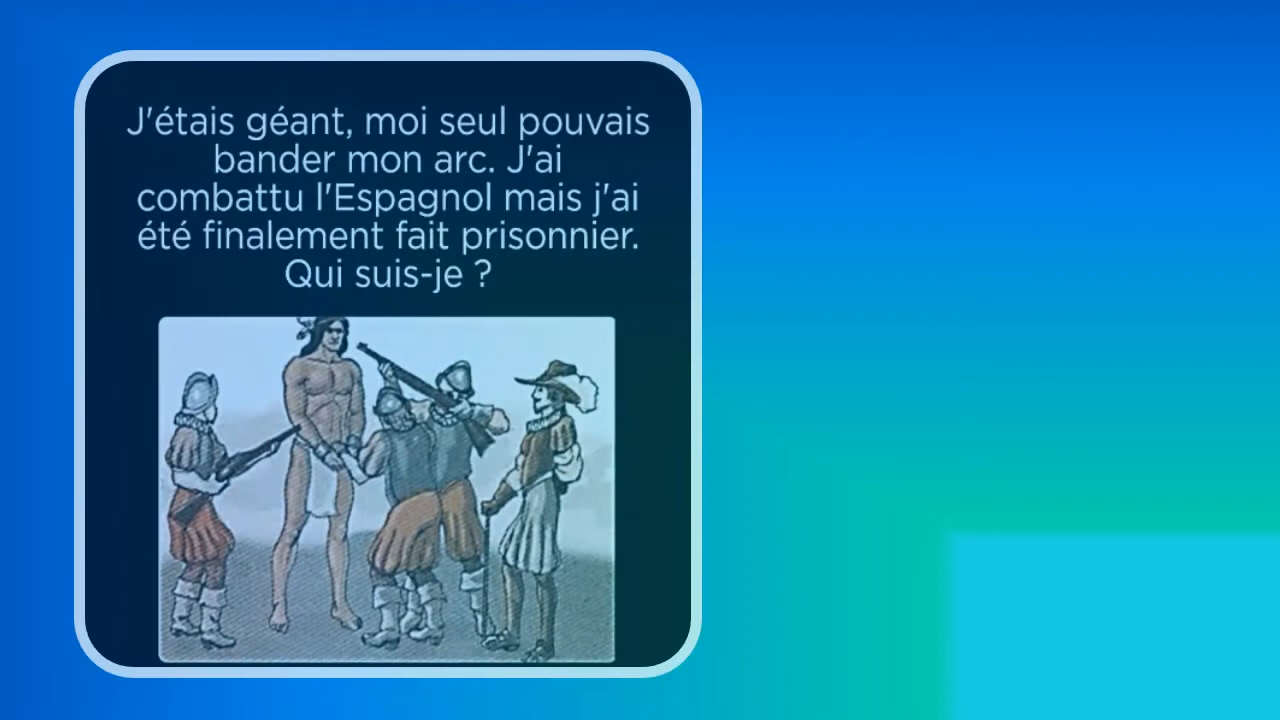 J'étais géant, moi seul pouvais
bander mon arc. J'ai
combattu l'Espagnol mais j'ai
été finalement fait prisonnier.
Qui suis-je ?